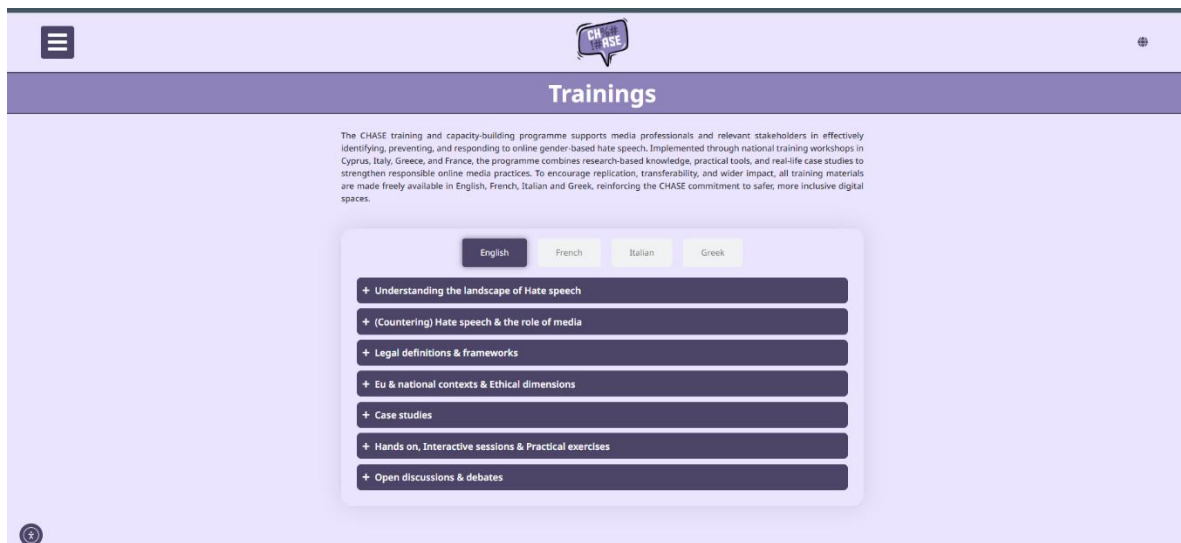 CH%#
!#ASE
Trainings
The CHASE training and capacity-building programme supports media professionals and relevant stakeholders in effectively
identifying, preventing, and responding to online gender-based hate speech. Implemented through national training workshops in
Cyprus, Italy, Greece, and France, the programme combines research-based knowledge, practical tools, and real-life case studies to
strengthen responsible online media practices. To encourage replication, transferability, and wider impact, all training materials
are made freely available in English, French, Italian and Greek, reinforcing the CHASE commitment to safer, more inclusive digital
spaces.
English French Italian Greek
+ Understanding the landscape of Hate speech
+ (Countering) Hate speech & the role of media
+ Legal definitions & frameworks
+ Eu & national contexts & Ethical dimensions
+ Case studies
+ Hands on, Interactive sessions & Practical exercises
+ Open discussions & debates